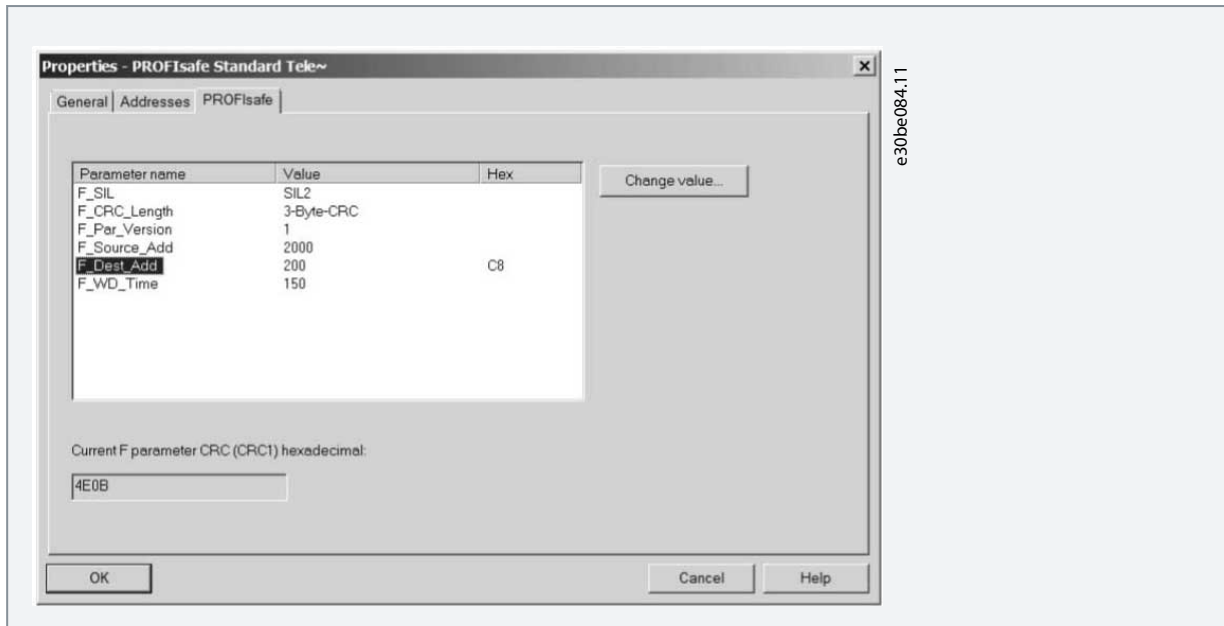 Properties - PROFIsafe Standard Tele~
General Addresses PROFIsafe
Parameter name Value Hex
Change value...
F_SIL SIL2
F_CRC_Length 3-Byte-CRC
F_Par_Version 1
F_Source_Add 2000
F_Dest_Add 200 C8
F_WD_Time 150
Current F parameter CRC (CRC1) hexadecimal:
4E0B
OK Cancel Help
e30be084.11